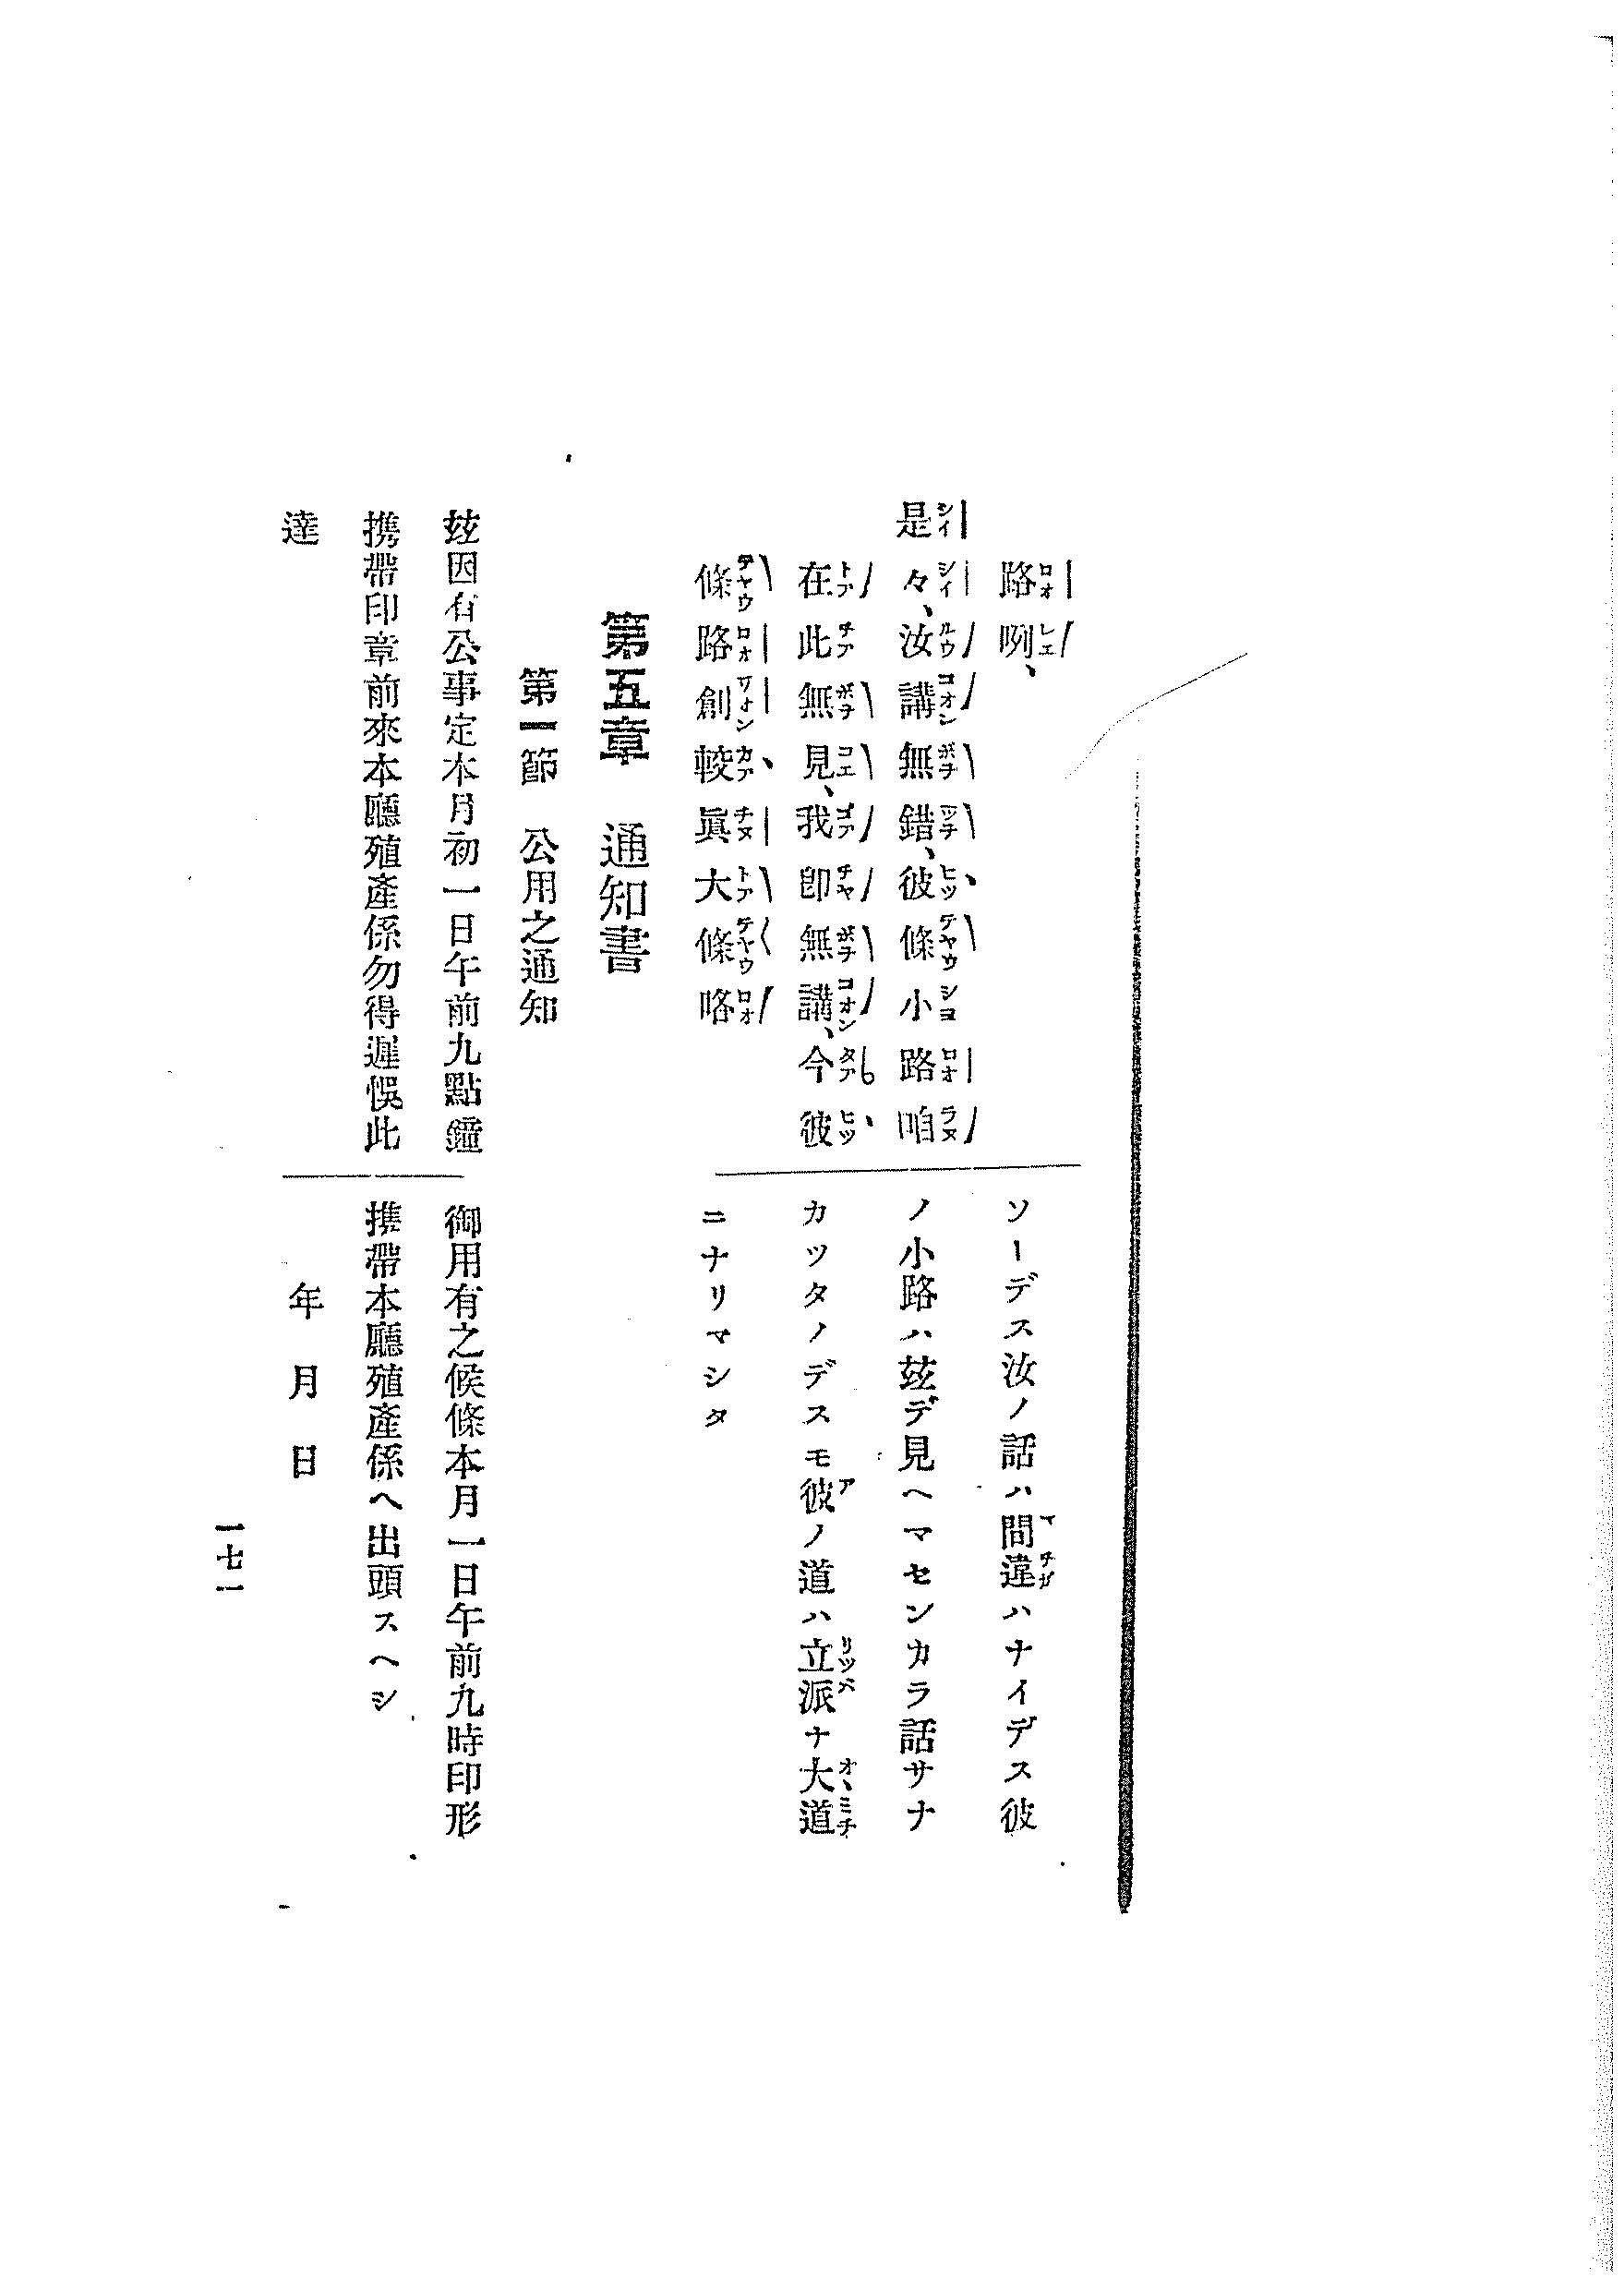 路咧、
是々、汝講無錯、彼條小路咱
在此無見、我卽無講、今彼
條路創較眞大條咯
ソーデス汝ノ話ハ間違ハナイデス彼
ノ小路ハ玆デ見ヘマセンカラ話サナ
カツタノデスモ彼ノ道ハ立派ナ大道
ニナリマシタ
第五章　通知書
第一節　公用之通知
玆因有公事定本月初一日午前九點鐘
携帶印章前來本廳殖產係勿得遲悞此
達
御用有之候條本月一日午前九時印形
携帶本廳殖產係ヘ出頭スヘシ
年　月　日
一七一